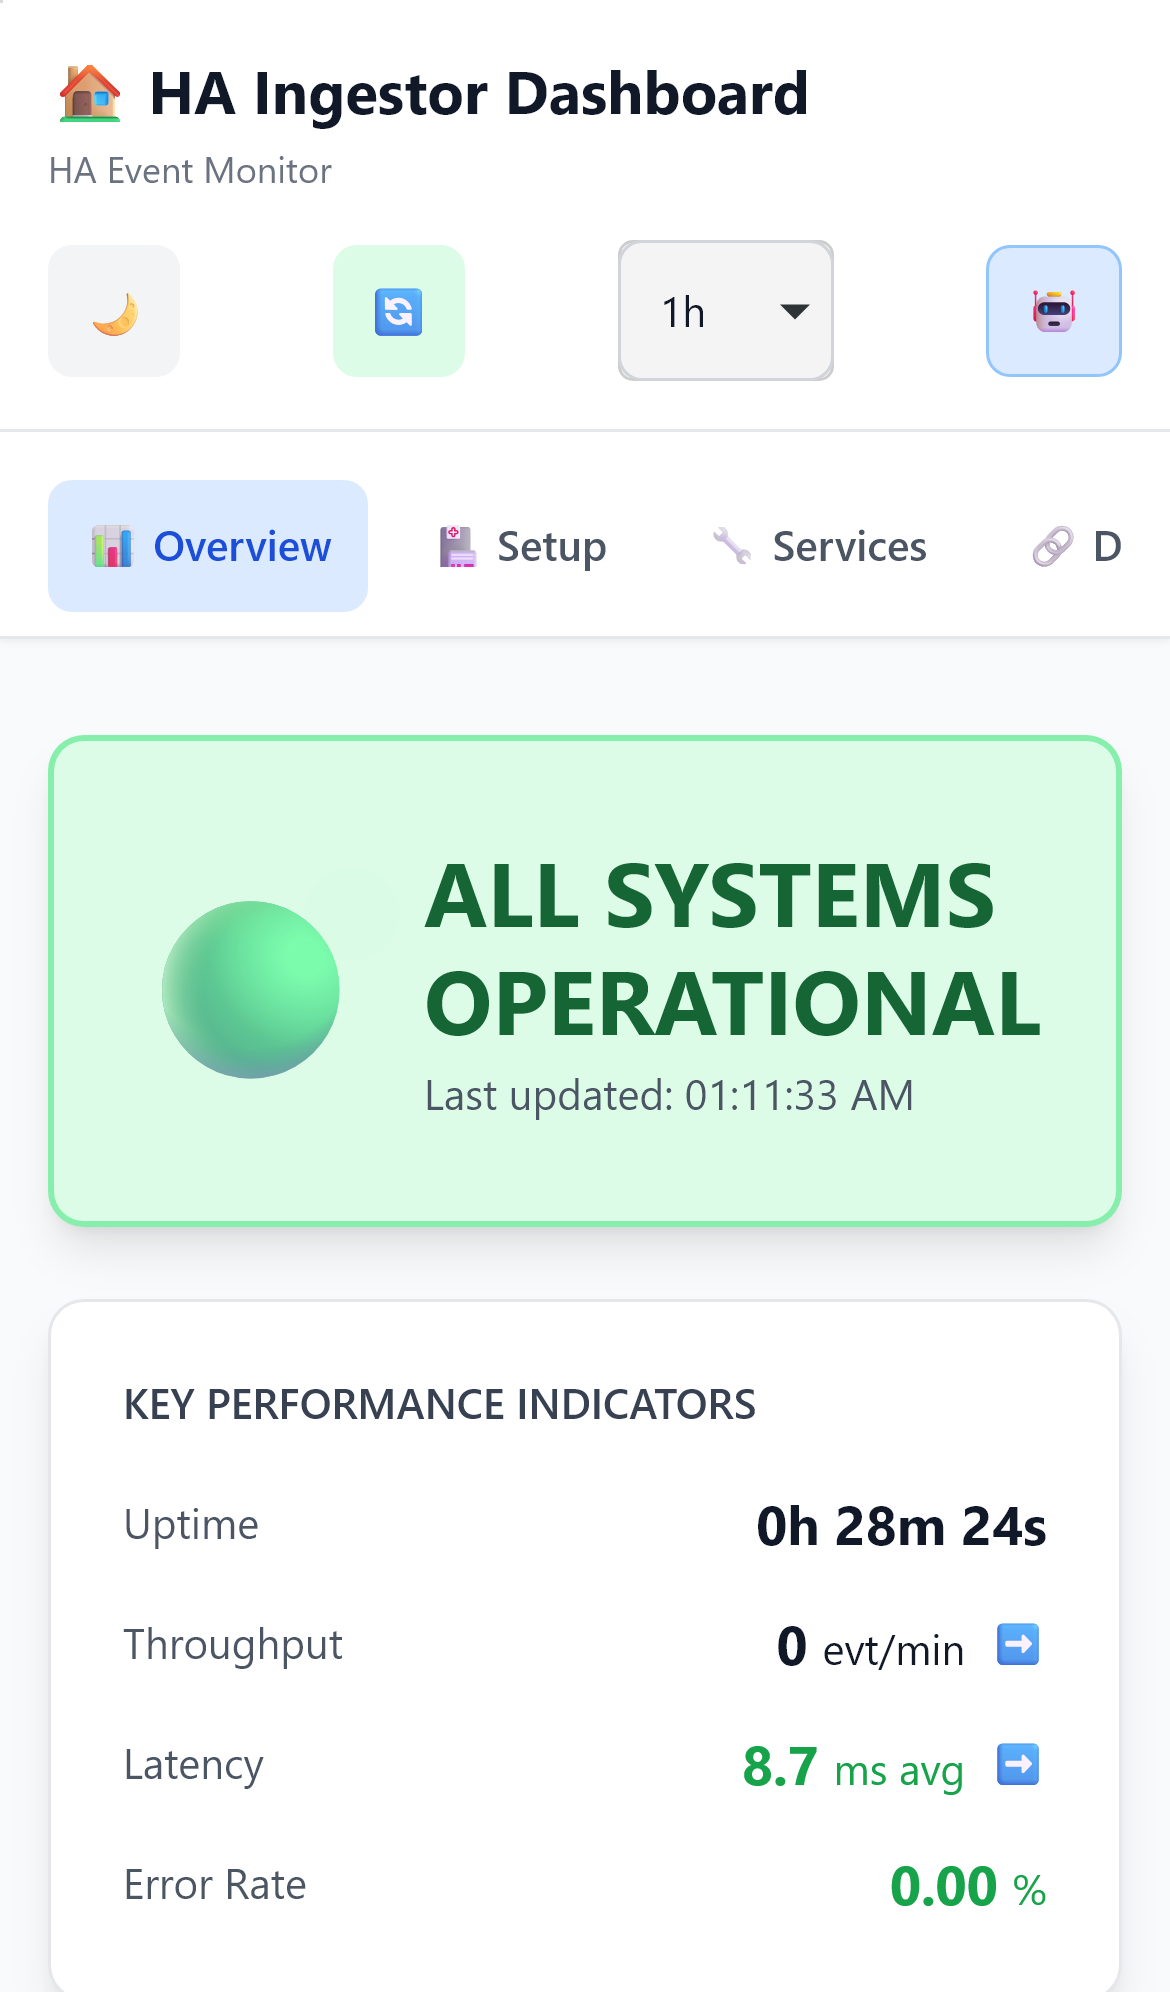 HA Ingestor Dashboard
HA Event Monitor
1h
Overview Setup Services D
ALL SYSTEMS
OPERATIONAL
Last updated: 01:11:33 AM
KEY PERFORMANCE INDICATORS
Uptime 0h 28m 24s
Throughput 0 evt/min
Latency 8.7 ms avg
Error Rate 0.00 %